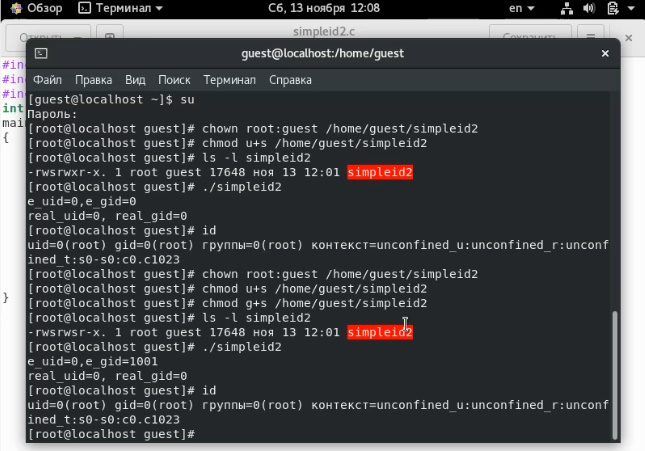 Обзор Терминал Сб, 13 ноября 12:08 en
Открыть simpleid2.c Сохранить
guest@localhost:/home/guest
Файл Правка Вид Поиск Терминал Справка
#in
#in
#in
int
main
{
}
[guest@localhost ~]$ su
Пароль:
[root@localhost guest]# chown root:guest /home/guest/simpleid2
[root@localhost guest]# chmod u+s /home/guest/simpleid2
[root@localhost guest]# ls -l simpleid2
-rwsrwxr-x. 1 root guest 17648 ноя 13 12:01 simpleid2
[root@localhost guest]# ./simpleid2
e_uid=0,e_gid=0
real_uid=0, real_gid=0
[root@localhost guest]# id
uid=0(root) gid=0(root) группы=0(root) контекст=unconfined_u:unconfined_r:unconf
ined_t:s0-s0:c0.c1023
[root@localhost guest]# chown root:guest /home/guest/simpleid2
[root@localhost guest]# chmod u+s /home/guest/simpleid2
[root@localhost guest]# chmod g+s /home/guest/simpleid2
[root@localhost guest]# ls -l simpleid2
-rwsrwsr-x. 1 root guest 17648 ноя 13 12:01 simpleid2
[root@localhost guest]# ./simpleid2
e_uid=0,e_gid=1001
real_uid=0, real_gid=0
[root@localhost guest]# id
uid=0(root) gid=0(root) группы=0(root) контекст=unconfined_u:unconfined_r:unconf
ined_t:s0-s0:c0.c1023
[root@localhost guest]#